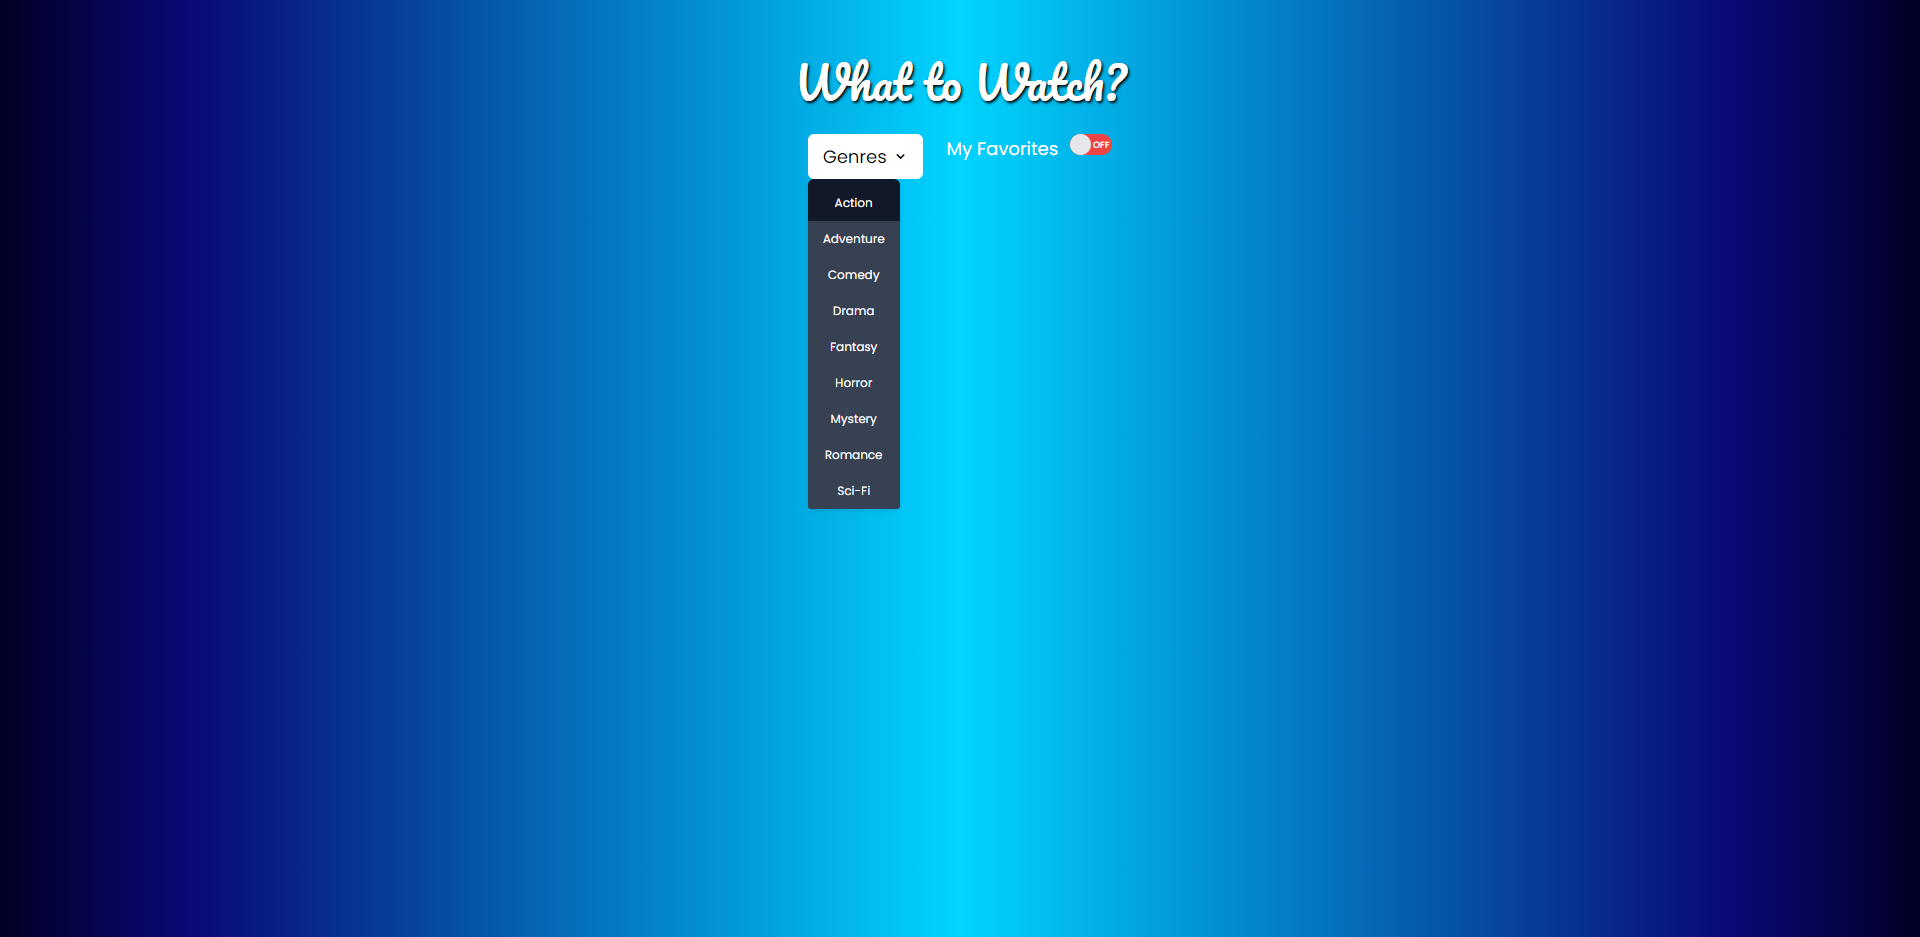 What to Watch?
Genres
My Favorites
OFF
Action
Adventure
Comedy
Drama
Fantasy
Horror
Mystery
Romance
Sci-Fi